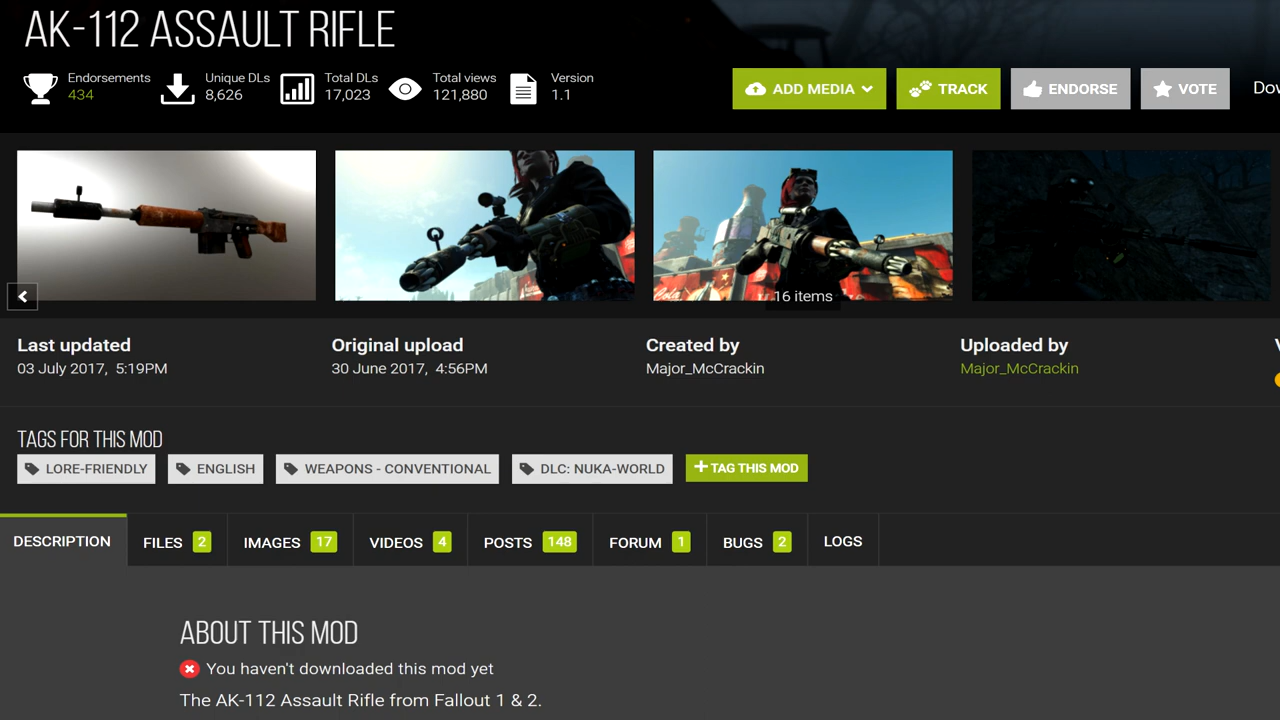 AK-112 ASSAULT RIFLE
Endorsements
434
Unique DLs
8,626
Total DLs
17,023
Total views
121,880
Version
1.1
ADD MEDIA
TRACK
ENDORSE
VOTE
16 items
Last updated
03 July 2017, 5:19PM
Original upload
30 June 2017, 4:56PM
Created by
Major_McCrackin
Uploaded by
Major_McCrackin
TAGS FOR THIS MOD
LORE-FRIENDLY
ENGLISH
WEAPONS - CONVENTIONAL
DLC: NUKA-WORLD
+TAG THIS MOD
DESCRIPTION
FILES 2
IMAGES 17
VIDEOS 4
POSTS 148
FORUM 1
BUGS 2
LOGS
ABOUT THIS MOD
You haven't downloaded this mod yet
The AK-112 Assault Rifle from Fallout 1 & 2.